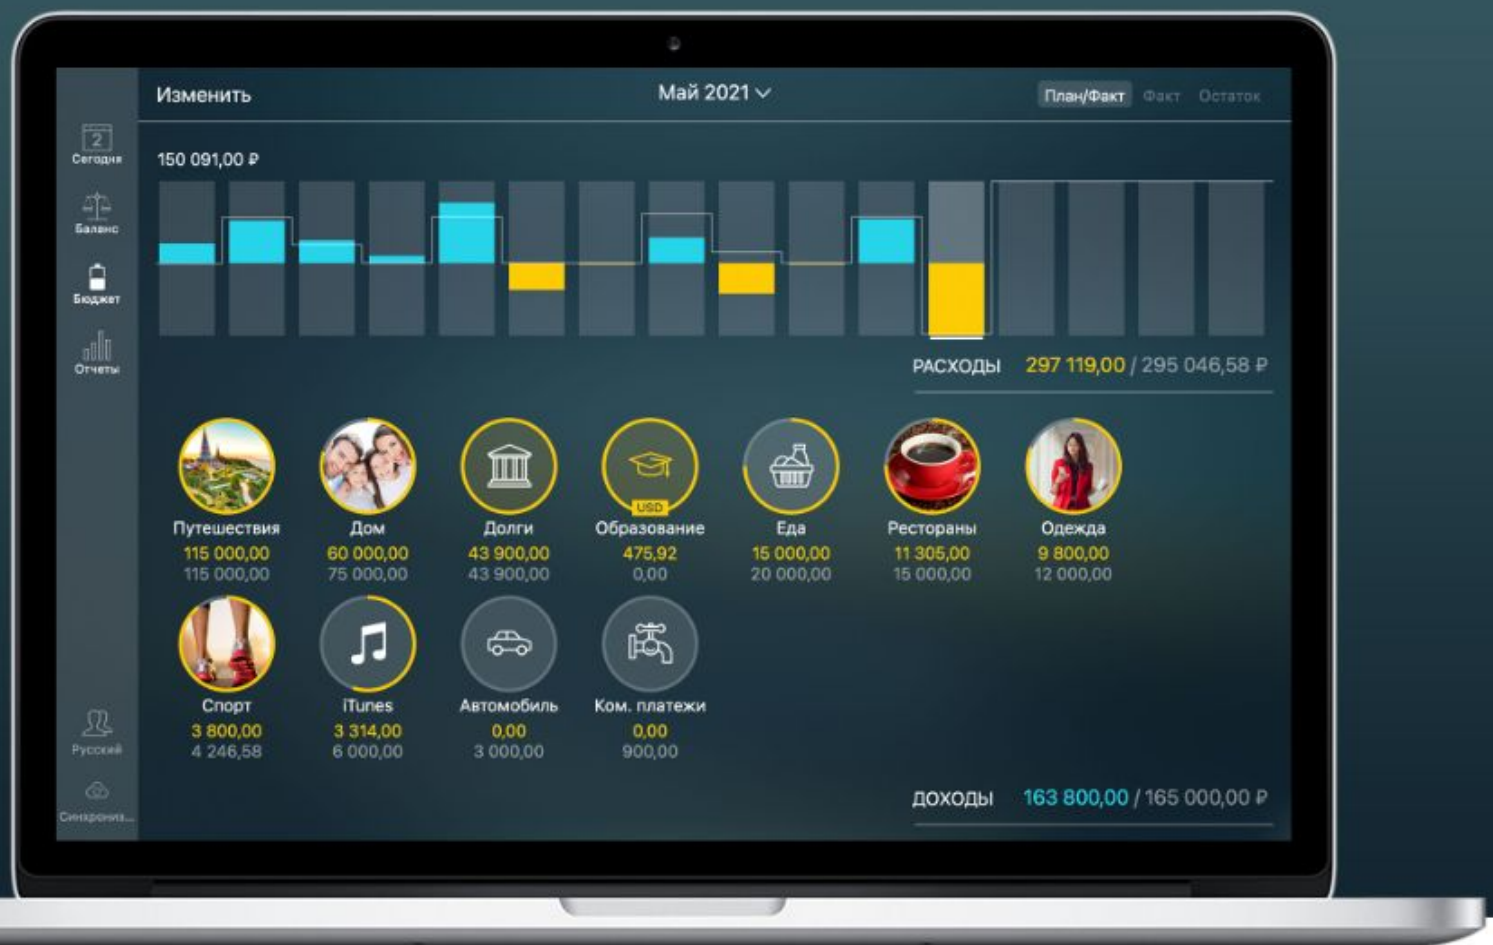 Изменить
Май 2021
План/Факт Факт Остаток
2
Сегодня
Баланс
Бюджет
Отчеты
Русский
Синхрониз...
150 091,00 ₽
РАСХОДЫ 297 119,00 / 295 046,58 ₽
Путешествия Дом Долги USD Образование Еда Рестораны Одежда
115 000,00 60 000,00 43 900,00 475,92 15 000,00 11 305,00 9 800,00
115 000,00 75 000,00 43 900,00 0,00 20 000,00 15 000,00 12 000,00
Спорт iTunes Автомобиль Ком. платежи
3 800,00 3 314,00 0,00 0,00
4 246,58 6 000,00 3 000,00 900,00
ДОХОДЫ 163 800,00 / 165 000,00 ₽